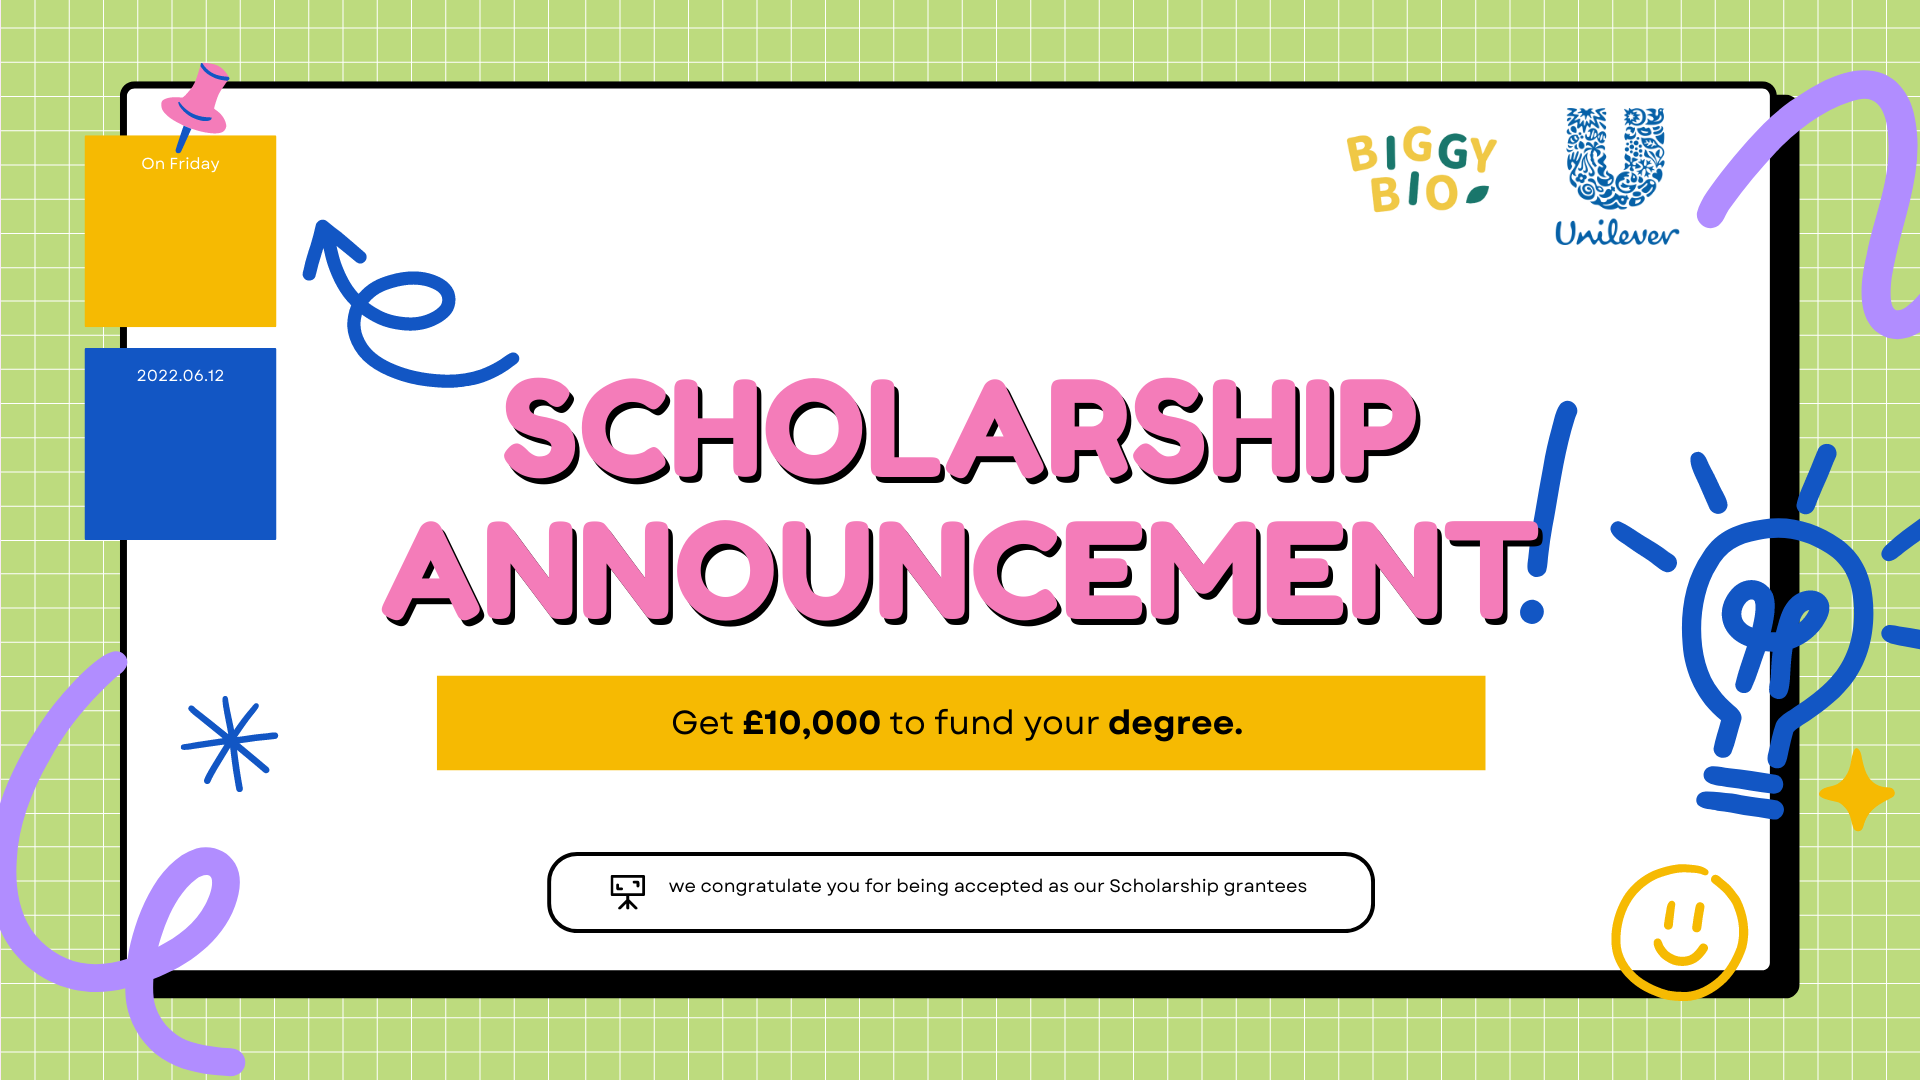 On Friday
2022.06.12
BIGGY
BIO
Unilever
SCHOLARSHIP
ANNOUNCEMENT!
Get £10,000 to fund your degree.
we congratulate you for being accepted as our Scholarship grantees